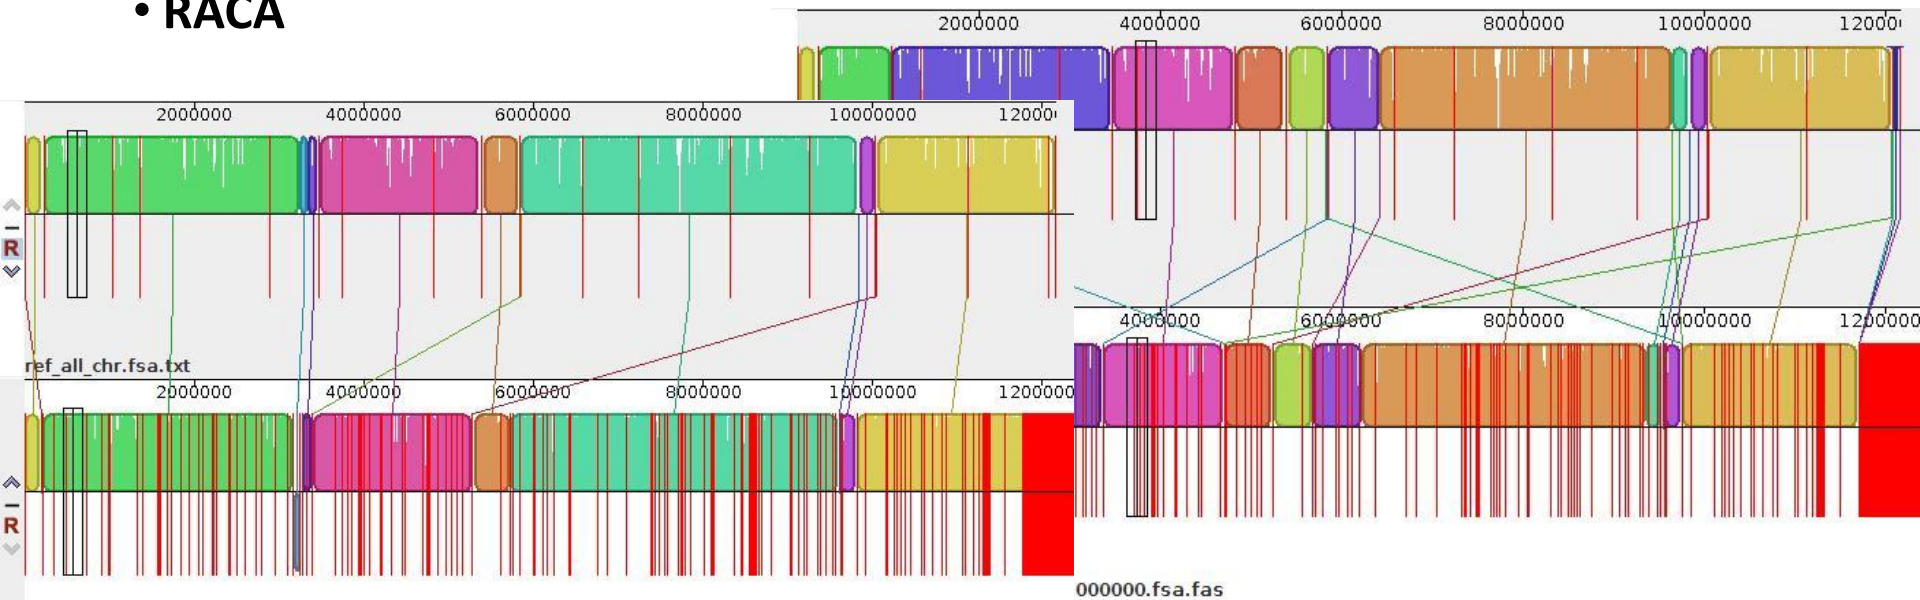 • RACA
2000000 4000000 6000000 8000000 10000000 12000
2000000 4000000 6000000 8000000 10000000 12000
R
ref_all_chr.fsa.txt
4000000 6000000 8000000 10000000 12000000
2000000 4000000 6000000 8000000 10000000 1200000
R
000000.fsa.fas